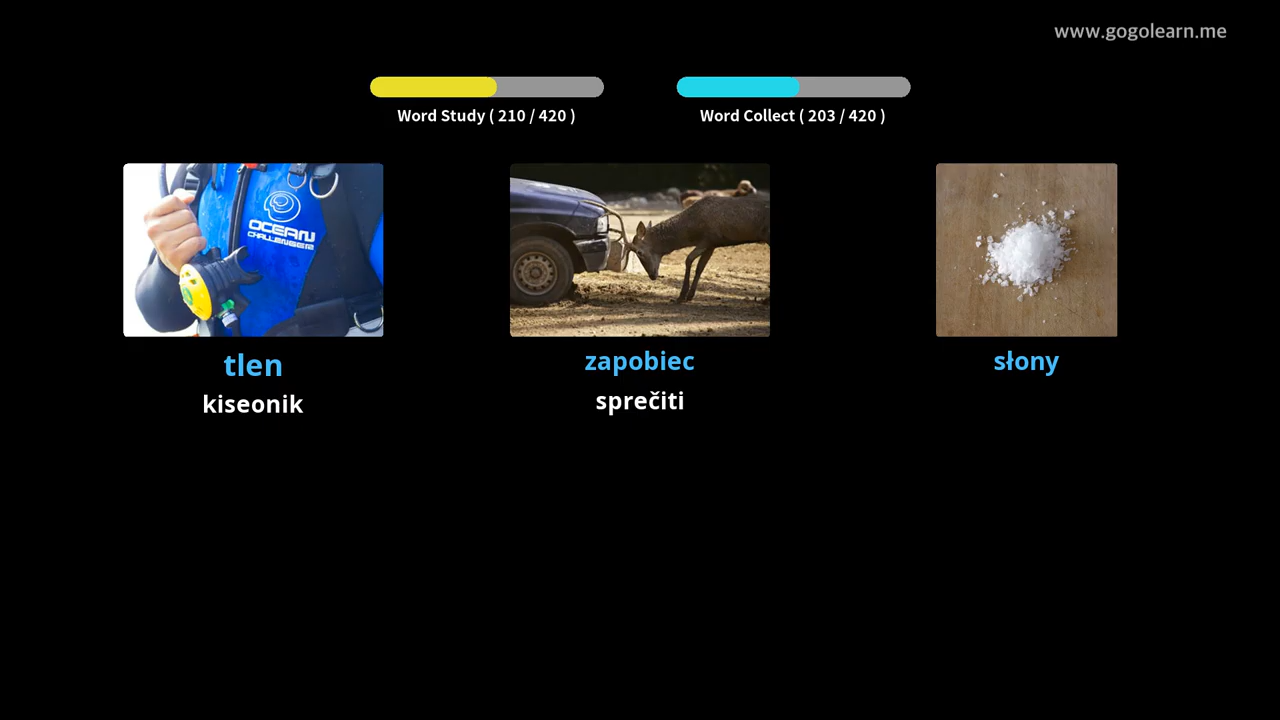 www.gogolearn.me
Word Study ( 210 / 420 )
Word Collect ( 203 / 420 )
OCEAN
CHALLENGER
tlen
zapobiec
słony
kiseonik
sprečiti